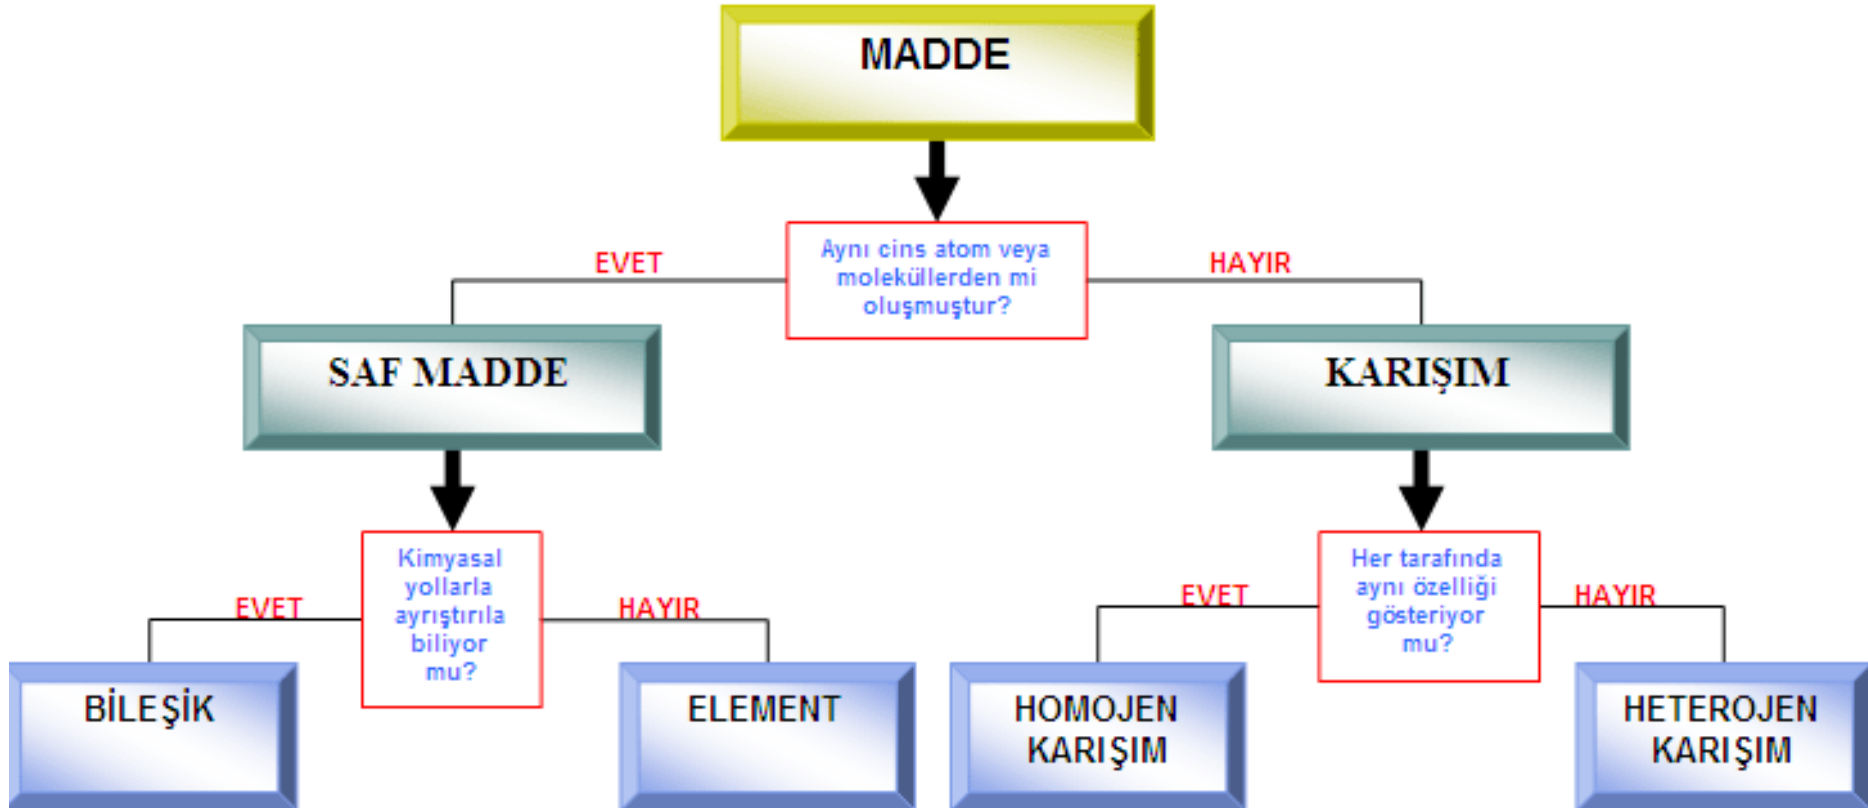 MADDE
Aynı cins atom veya
moleküllerden mi
oluşmuştur?
EVET
HAYIR
SAF MADDE
KARIŞIM
Kimyasal
yollarla
ayrıştırıla
biliyor
mu?
EVET
HAYIR
Her tarafında
aynı özelliği
gösteriyor
mu?
EVET
HAYIR
BİLEŞİK
ELEMENT
HOMOJEN
KARIŞIM
HETEROJEN
KARIŞIM